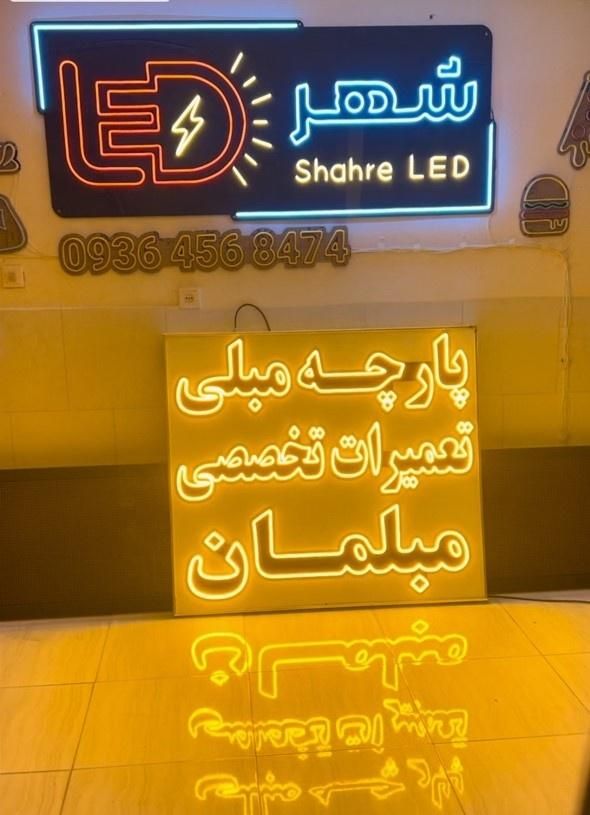 LED شهر
Shahre LED
0936 456 8474
پارچه مبلی
تعمیرات تخصصی
مبلمان